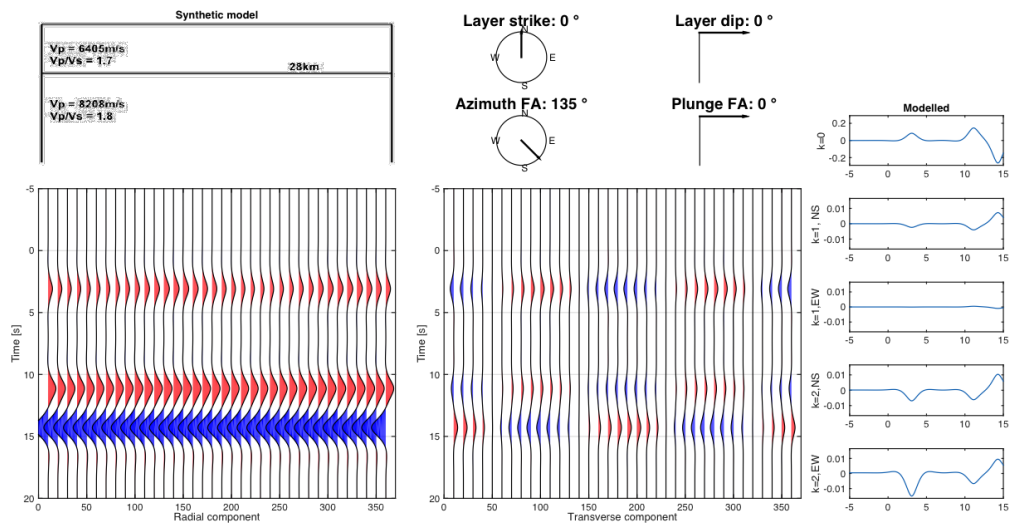 Synthetic model
Vp = 6405m/s
Vp/Vs = 1.7
28km
Vp = 8208m/s
Vp/Vs = 1.8
Layer strike: 0 °
N
W
E
S
Layer dip: 0 °
Azimuth FA: 135 °
N
W
E
S
Plunge FA: 0 °
-5
0
5
10
15
20
Time [s]
0 50 100 150 200 250 300 350
Radial component
-5
0
5
10
15
20
Time [s]
0 50 100 150 200 250 300 350
Transverse component
Modelled
k=0
0.2
0
-0.2
-5 0 5 10 15
k=1, NS
0.01
0
-0.01
-5 0 5 10 15
k=1,EW
0.01
0
-0.01
-5 0 5 10 15
k=2,NS
0.01
0
-0.01
-5 0 5 10 15
k=2,EW
0.01
0
-0.01
-5 0 5 10 15